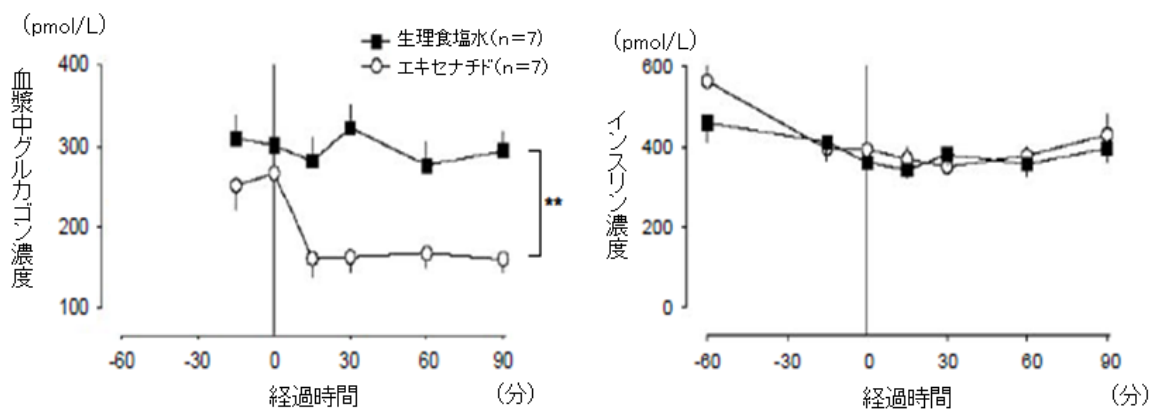 (pmol/L)
生理食塩水(n=7)
エキセナチド(n=7)
400
300
200
100
血漿中グルカゴン濃度
**
-60 -30 0 30 60 90
経過時間 (分)
(pmol/L)
600
400
200
0
インスリン濃度
-60 -30 0 30 60 90
経過時間 (分)